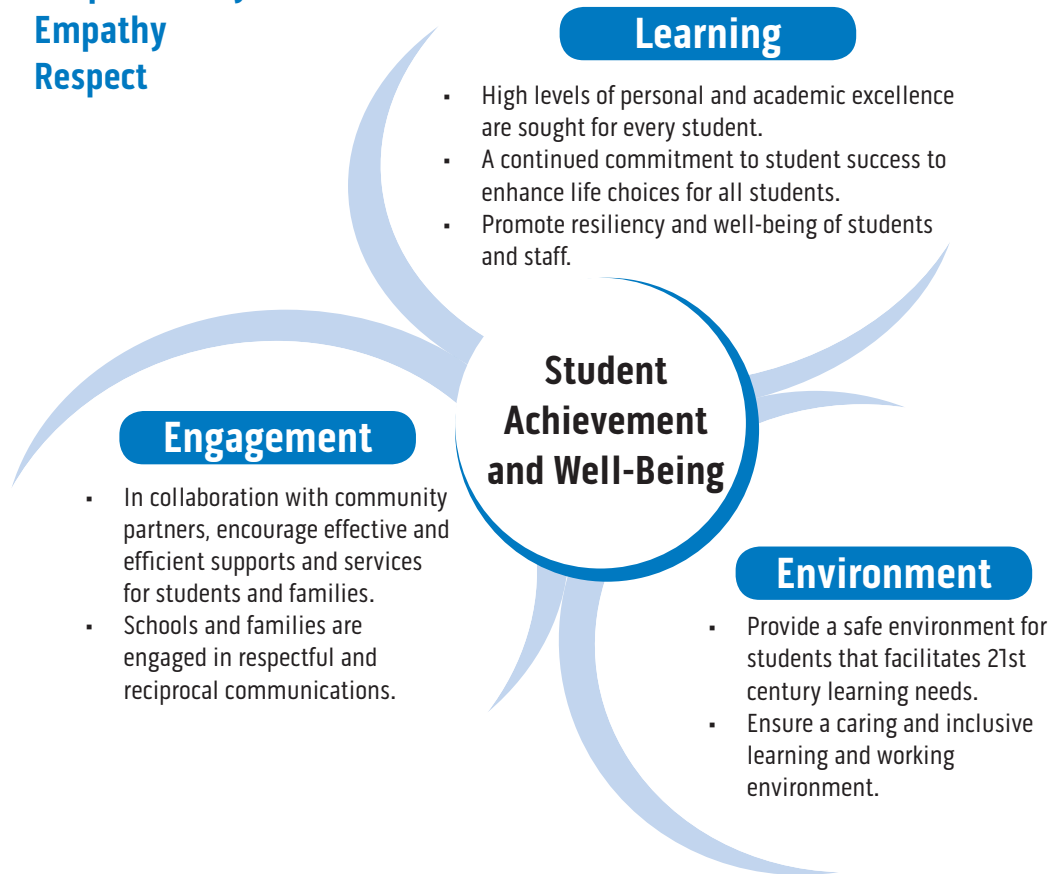 Empathy
Respect
Learning
▪ High levels of personal and academic excellence
are sought for every student.
▪ A continued commitment to student success to
enhance life choices for all students.
▪ Promote resiliency and well-being of students
and staff.
Student
Achievement
and Well-Being
Engagement
▪ In collaboration with community
partners, encourage effective and
efficient supports and services
for students and families.
▪ Schools and families are
engaged in respectful and
reciprocal communications.
Environment
▪ Provide a safe environment for
students that facilitates 21st
century learning needs.
▪ Ensure a caring and inclusive
learning and working
environment.